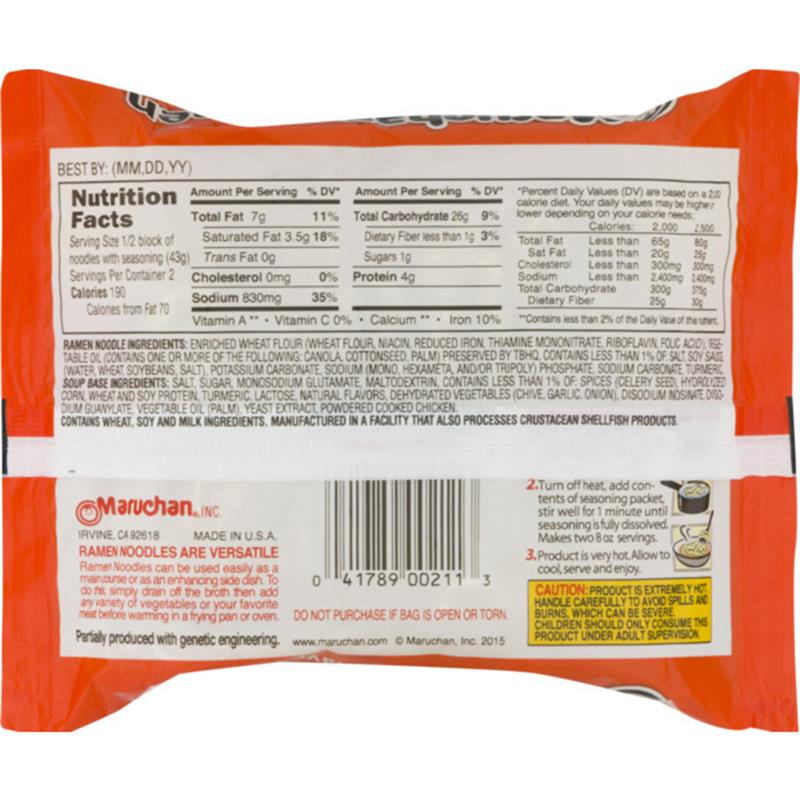 BEST BY: (MM,DD,YY)
Nutrition
Facts
Serving Size 1/2 block of
noodles with seasoning (43g)
Servings Per Container 2
Calories 190
Calories from Fat 70
Amount Per Serving % DV*
Total Fat 7g 11%
Saturated Fat 3.5g 18%
Trans Fat 0g
Cholesterol 0mg 0%
Sodium 830mg 35%
Amount Per Serving % DV*
Total Carbohydrate 26g 9%
Dietary Fiber less than 1g 3%
Sugars 1g
Protein 4g
Vitamin A ** • Vitamin C 0% • Calcium ** • Iron 10%
*Percent Daily Values (DV) are based on a
calorie diet. Your daily values may be higher
lower depending on your calorie needs:
Calories: 2,000 2,500
Total Fat Less than 65g 80g
Sat Fat Less than 20g 25g
Cholesterol Less than 300mg 300mg
Sodium Less than 2,400mg 2,400mg
Total Carbohydrate 300g 375g
Dietary Fiber 25g 30g
**Contains less than 2% of the Daily Value of this nutrient.
RAMEN NOODLE INGREDIENTS: ENRICHED WHEAT FLOUR (WHEAT FLOUR, NIACIN, REDUCED IRON, THIAMINE MONONITRATE, RIBOFLAVIN, FOLIC ACID), VEGE-
TABLE OIL (CONTAINS ONE OR MORE OF THE FOLLOWING: CANOLA, COTTONSEED, PALM) PRESERVED BY TBHQ, CONTAINS LESS THAN 1% OF: SALT, SOY SAUCE
(WATER, WHEAT, SOYBEANS, SALT), POTASSIUM CARBONATE, SODIUM (MONO, HEXAMETA, AND/OR TRIPOLY) PHOSPHATE, SODIUM CARBONATE, TURMERIC.
SOUP BASE INGREDIENTS: SALT, SUGAR, MONOSODIUM GLUTAMATE, MALTODEXTRIN, CONTAINS LESS THAN 1% OF: SPICES (CELERY SEED), HYDROLYZED
CORN, WHEAT AND SOY PROTEIN, TURMERIC, LACTOSE, NATURAL FLAVORS, DEHYDRATED VEGETABLES (CHIVE, GARLIC, ONION), DISODIUM INOSINATE, DISO-
DIUM GUANYLATE, VEGETABLE OIL (PALM), YEAST EXTRACT, POWDERED COOKED CHICKEN.
CONTAINS WHEAT, SOY AND MILK INGREDIENTS. MANUFACTURED IN A FACILITY THAT ALSO PROCESSES CRUSTACEAN SHELLFISH PRODUCTS.
Maruchan, INC.
IRVINE, CA 92618 MADE IN U.S.A.
RAMEN NOODLES ARE VERSATILE
Ramen Noodles can be used easily as a
main course or as an enhancing side dish. To
do this, simply drain off the broth then add
any variety of vegetables or your favorite
meat before warming in a frying pan or oven.
Partially produced with genetic engineering.
0 41789 00211 3
DO NOT PURCHASE IF BAG IS OPEN OR TORN.
www.maruchan.com © Maruchan, Inc. 2015
2.Turn off heat, add con-
tents of seasoning packet,
stir well for 1 minute until
seasoning is fully dissolved.
Makes two 8 oz servings.
3.Product is very hot. Allow to
cool, serve and enjoy.
CAUTION: PRODUCT IS EXTREMELY HOT.
HANDLE CAREFULLY TO AVOID SPILLS AND
BURNS, WHICH CAN BE SEVERE.
CHILDREN SHOULD ONLY CONSUME THIS
PRODUCT UNDER ADULT SUPERVISION.